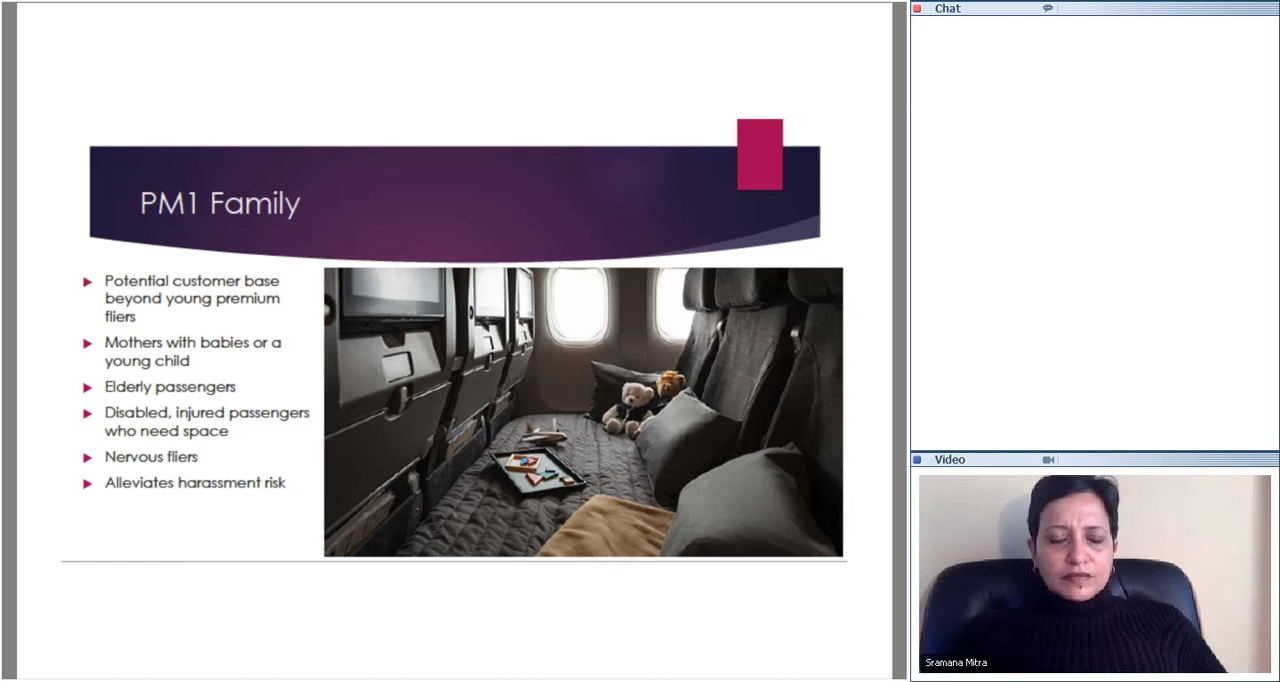 PM1 Family
Potential customer base
beyond young premium
fliers
Mothers with babies or a
young child
Elderly passengers
Disabled, injured passengers
who need space
Nervous fliers
Alleviates harassment risk
Chat
Video
Sramana Mitra